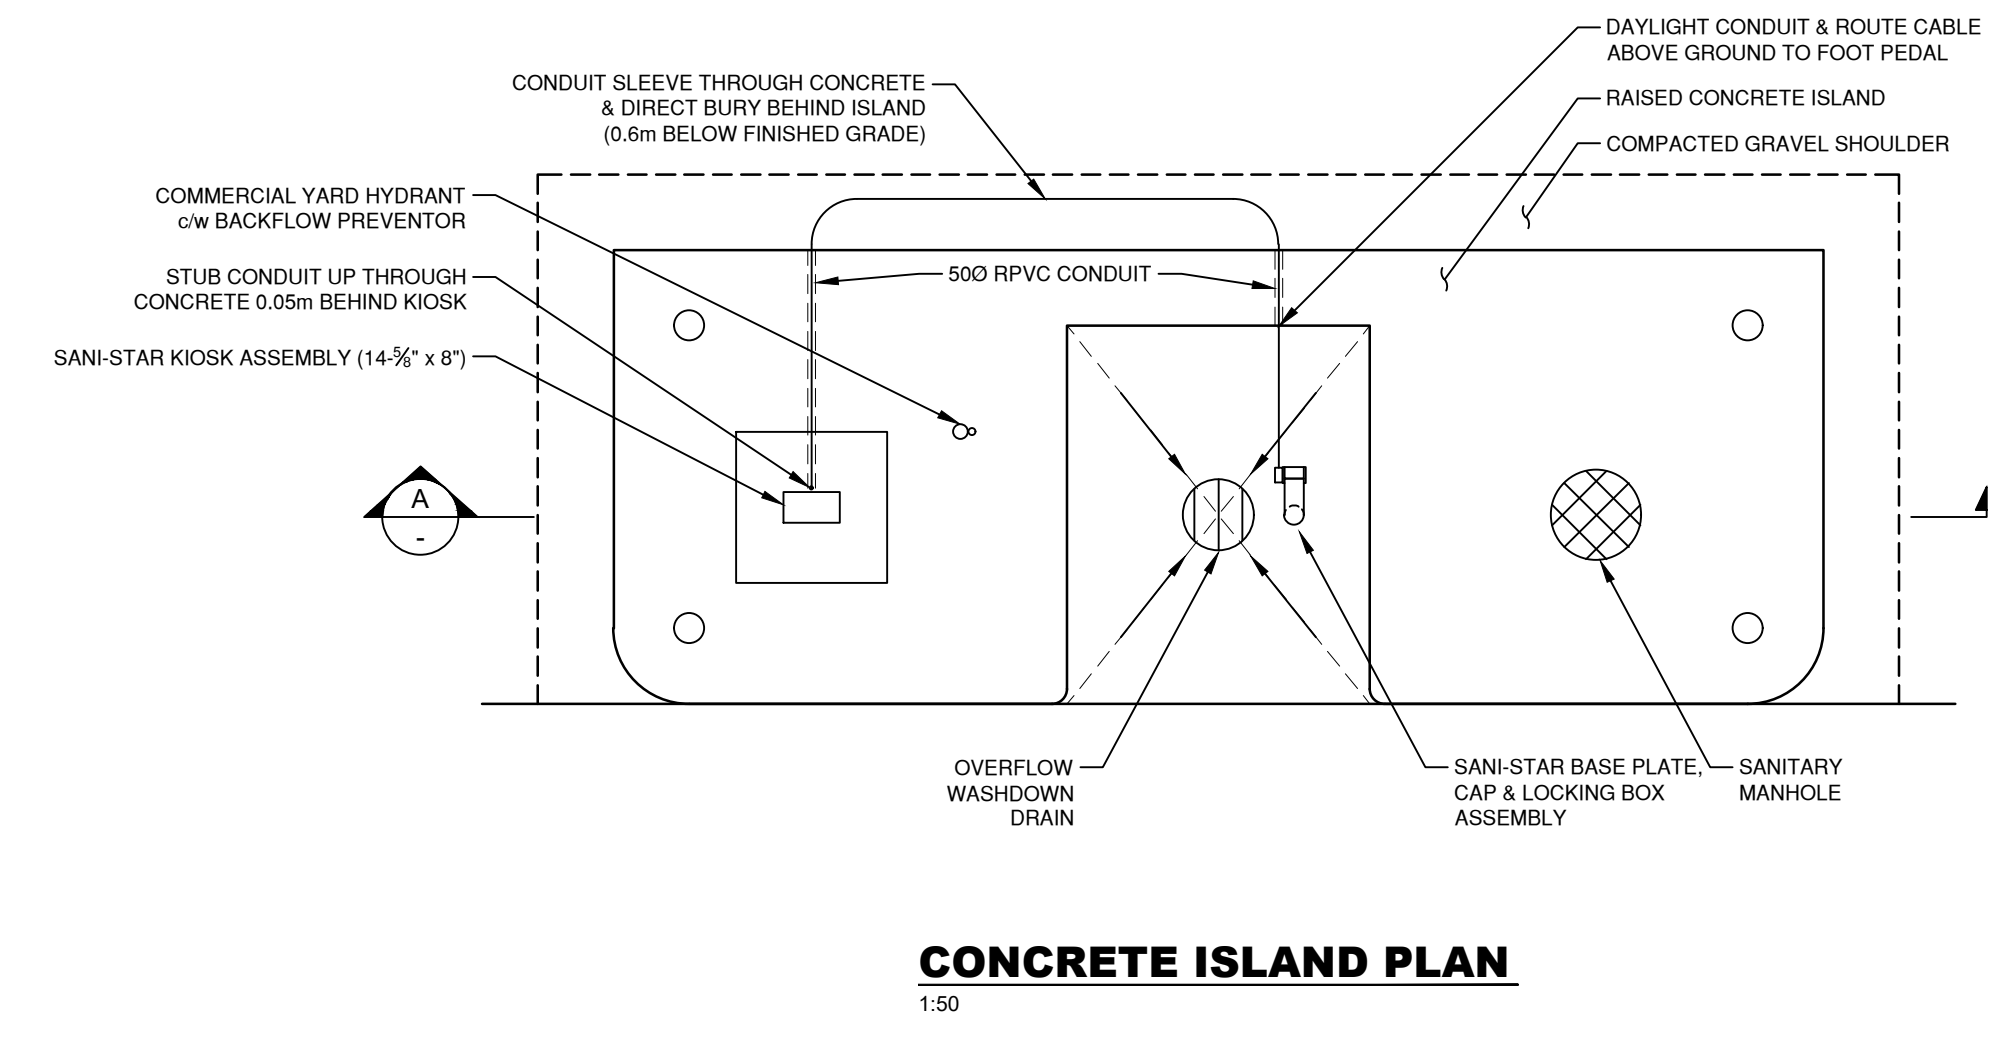 DAYLIGHT CONDUIT & ROUTE CABLE
ABOVE GROUND TO FOOT PEDAL
CONDUIT SLEEVE THROUGH CONCRETE
& DIRECT BURY BEHIND ISLAND
(0.6m BELOW FINISHED GRADE)
RAISED CONCRETE ISLAND
COMPACTED GRAVEL SHOULDER
COMMERCIAL YARD HYDRANT
c/w BACKFLOW PREVENTOR
STUB CONDUIT UP THROUGH
CONCRETE 0.05m BEHIND KIOSK
50Ø RPVC CONDUIT
SANI-STAR KIOSK ASSEMBLY (14-5/8" x 8")
A
-
OVERFLOW
WASHDOWN
DRAIN
SANI-STAR BASE PLATE,
CAP & LOCKING BOX
ASSEMBLY
SANITARY
MANHOLE
CONCRETE ISLAND PLAN
1:50